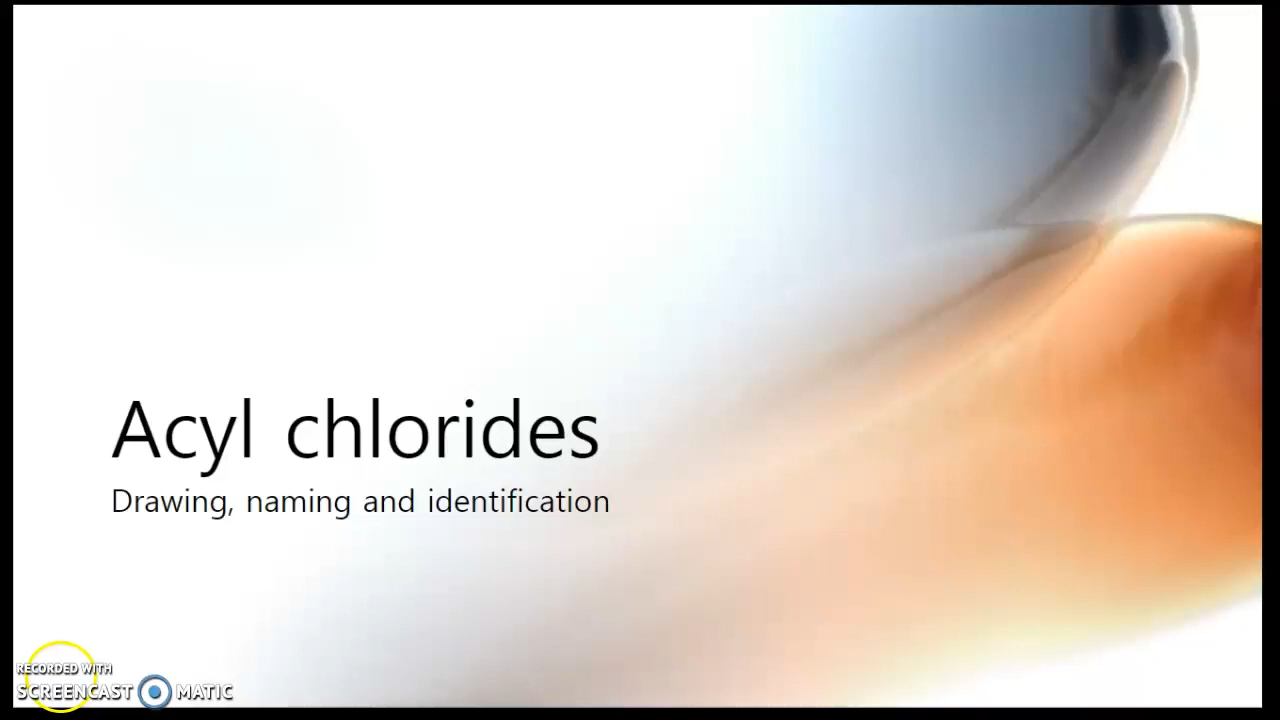 Acyl chlorides
Drawing, naming and identification
RECORDED WITH
SCREENCAST MATIC